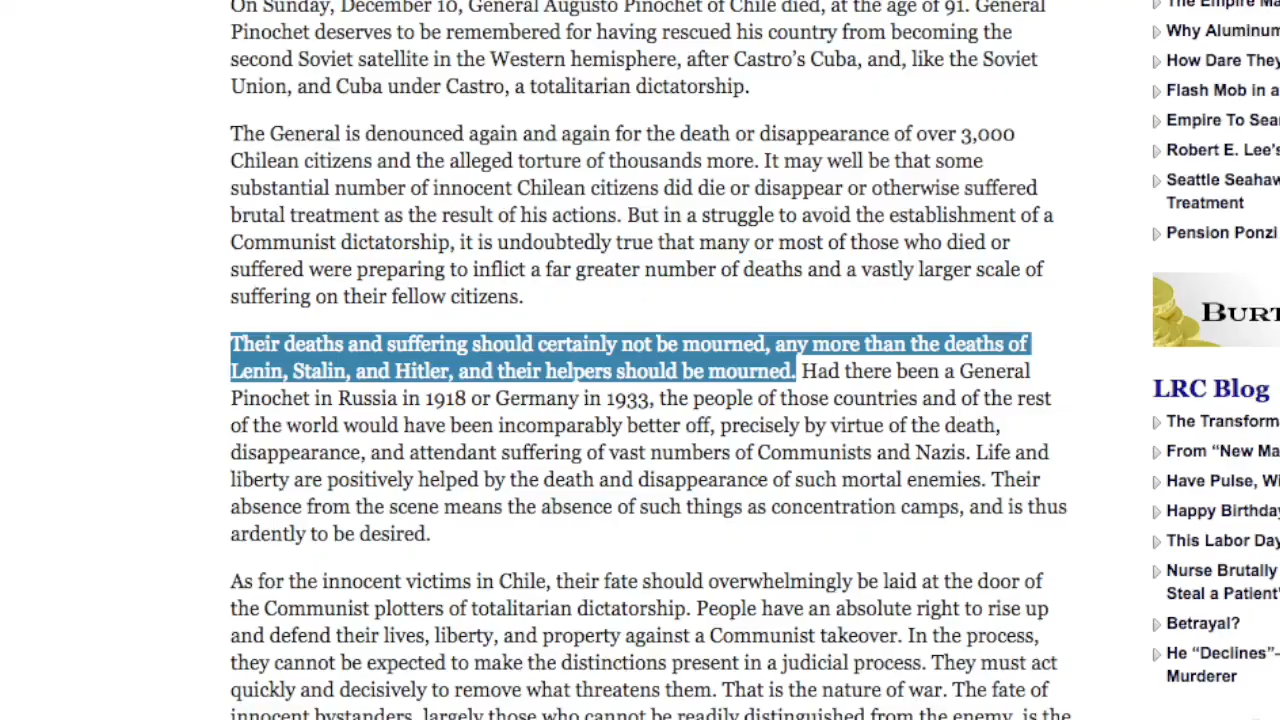 On Sunday, December 10, General Augusto Pinochet of Chile died, at the age of 91. General
Pinochet deserves to be remembered for having rescued his country from becoming the
second Soviet satellite in the Western hemisphere, after Castro's Cuba, and, like the Soviet
Union, and Cuba under Castro, a totalitarian dictatorship.
The General is denounced again and again for the death or disappearance of over 3,000
Chilean citizens and the alleged torture of thousands more. It may well be that some
substantial number of innocent Chilean citizens did die or disappear or otherwise suffered
brutal treatment as the result of his actions. But in a struggle to avoid the establishment of a
Communist dictatorship, it is undoubtedly true that many or most of those who died or
suffered were preparing to inflict a far greater number of deaths and a vastly larger scale of
suffering on their fellow citizens.
Their deaths and suffering should certainly not be mourned, any more than the deaths of
Lenin, Stalin, and Hitler, and their helpers should be mourned. Had there been a General
Pinochet in Russia in 1918 or Germany in 1933, the people of those countries and of the rest
of the world would have been incomparably better off, precisely by virtue of the death,
disappearance, and attendant suffering of vast numbers of Communists and Nazis. Life and
liberty are positively helped by the death and disappearance of such mortal enemies. Their
absence from the scene means the absence of such things as concentration camps, and is thus
ardently to be desired.
As for the innocent victims in Chile, their fate should overwhelmingly be laid at the door of
the Communist plotters of totalitarian dictatorship. People have an absolute right to rise up
and defend their lives, liberty, and property against a Communist takeover. In the process,
they cannot be expected to make the distinctions present in a judicial process. They must act
quickly and decisively to remove what threatens them. That is the nature of war. The fate of
innocent bystanders, largely those who cannot be readily distinguished from the enemy, is the
The Empire Ma
Why Aluminum
How Dare They
Flash Mob in a
Empire To Sea
Robert E. Lee's
Seattle Seahaw
Treatment
Pension Ponzi
BURT
LRC Blog
The Transform
From “New Ma
Have Pulse, Wi
Happy Birthday
This Labor Day
Nurse Brutally
Steal a Patient'
Betrayal?
He “Declines”–
Murderer